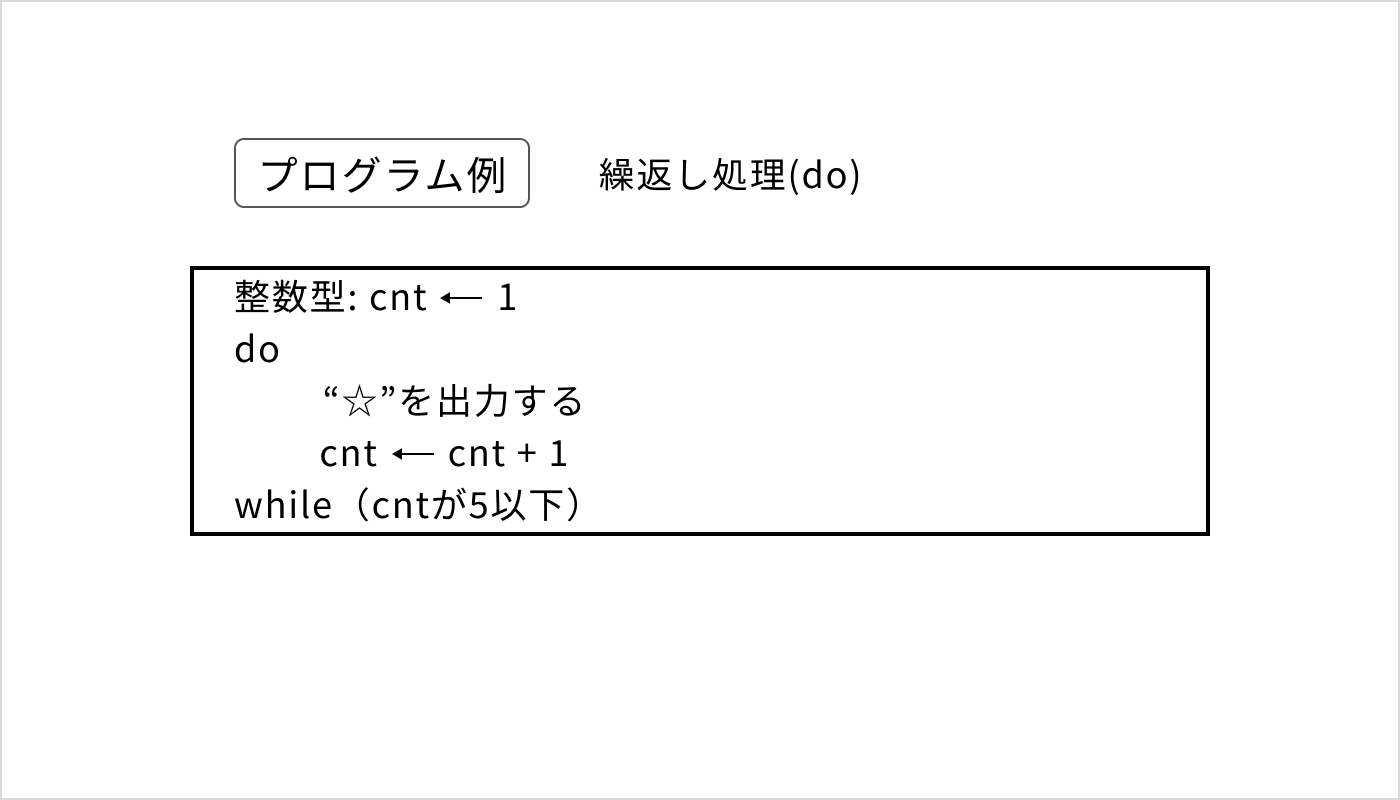 プログラム例
繰返し処理(do)
整数型: cnt ← 1
do
“☆”を出力する
cnt ← cnt + 1
while（cntが5以下）